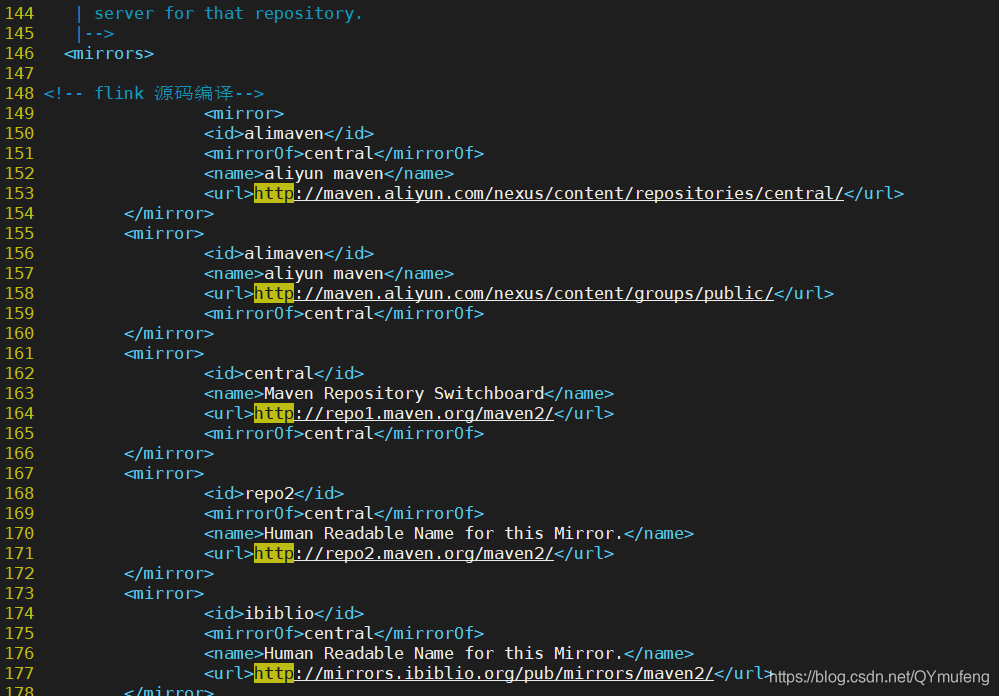 144    | server for that repository.
145    |-->
146   <mirrors>
147
148 <!-- flink 源码编译-->
149                 <mirror>
150                 <id>alimaven</id>
151                 <mirrorOf>central</mirrorOf>
152                 <name>aliyun maven</name>
153                 <url>http://maven.aliyun.com/nexus/content/repositories/central/</url>
154         </mirror>
155         <mirror>
156                 <id>alimaven</id>
157                 <name>aliyun maven</name>
158                 <url>http://maven.aliyun.com/nexus/content/groups/public/</url>
159                 <mirrorOf>central</mirrorOf>
160         </mirror>
161         <mirror>
162                 <id>central</id>
163                 <name>Maven Repository Switchboard</name>
164                 <url>http://repo1.maven.org/maven2/</url>
165                 <mirrorOf>central</mirrorOf>
166         </mirror>
167         <mirror>
168                 <id>repo2</id>
169                 <mirrorOf>central</mirrorOf>
170                 <name>Human Readable Name for this Mirror.</name>
171                 <url>http://repo2.maven.org/maven2/</url>
172         </mirror>
173         <mirror>
174                 <id>ibiblio</id>
175                 <mirrorOf>central</mirrorOf>
176                 <name>Human Readable Name for this Mirror.</name>
177                 <url>http://mirrors.ibiblio.org/pub/mirrors/maven2/</url>
https://blog.csdn.net/QYmufeng
178         </mirror>